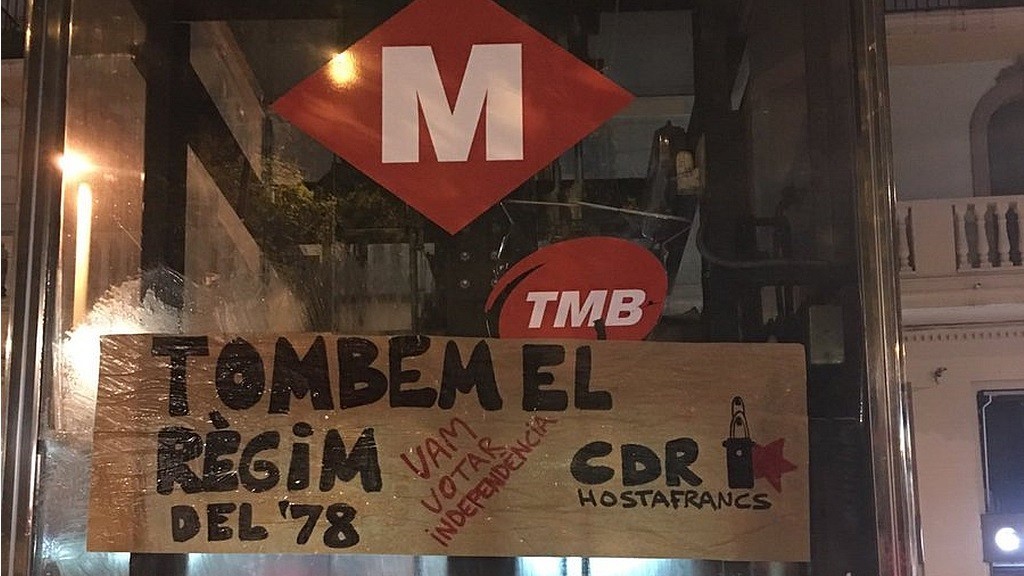 M
TMB
TOMBEM EL
RÈGiM
DEL '78
VAM
VOTAR
iNDEPENDÈNCiA
CDR
HOSTAFRANCS